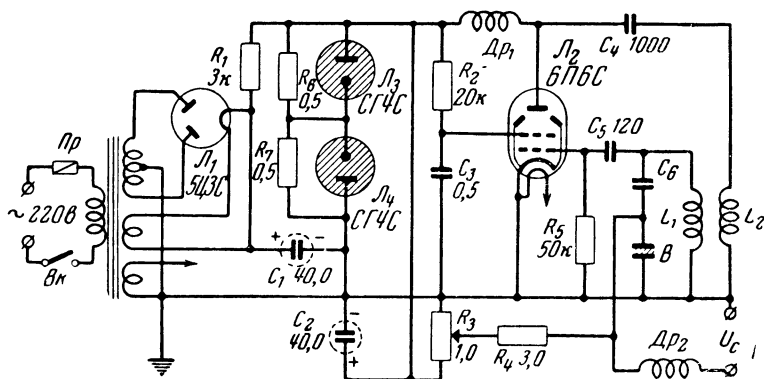 Др₁
Л₂
6П6С
C₄ 1000
R₁
3к
R₆
0,5
Л₃
СГ4С
R₂
20к
C₅ 120
Пр
Л₁
5Ц3С
R₇
0,5
Л₄
СГ4С
C₃
0,5
C₆
~220в
R₅
50к
L₁
L₂
Вк
+ -
C₁ 40,0
В
C₂
40,0
-
+
R₃
1,0
R₄ 3,0
Др₂
Uc